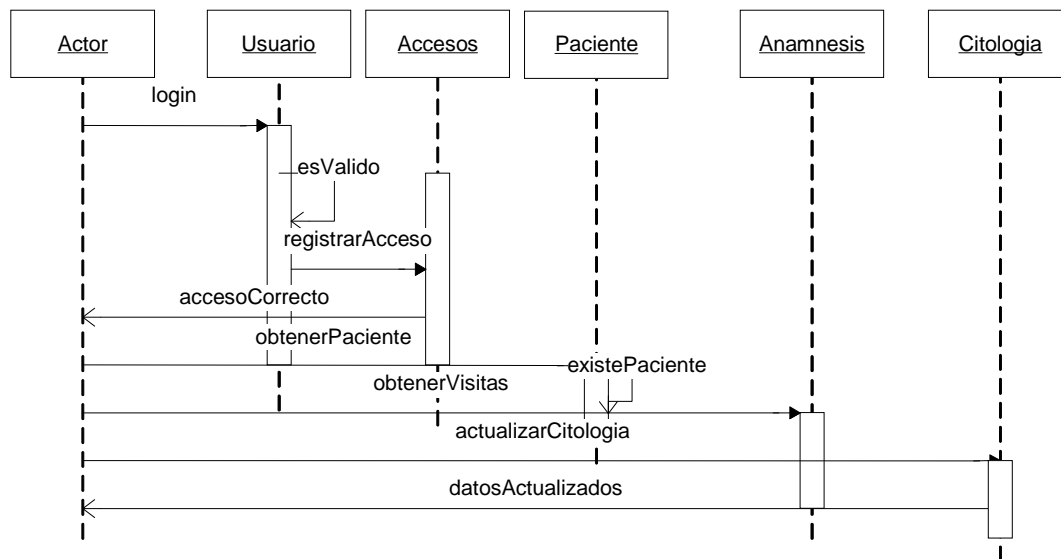 Actor
Usuario
Accesos
Paciente
Anamnesis
Citologia
login
esValido
registrarAcceso
accesoCorrecto
obtenerPaciente
existePaciente
obtenerVisitas
actualizarCitologia
datosActualizados